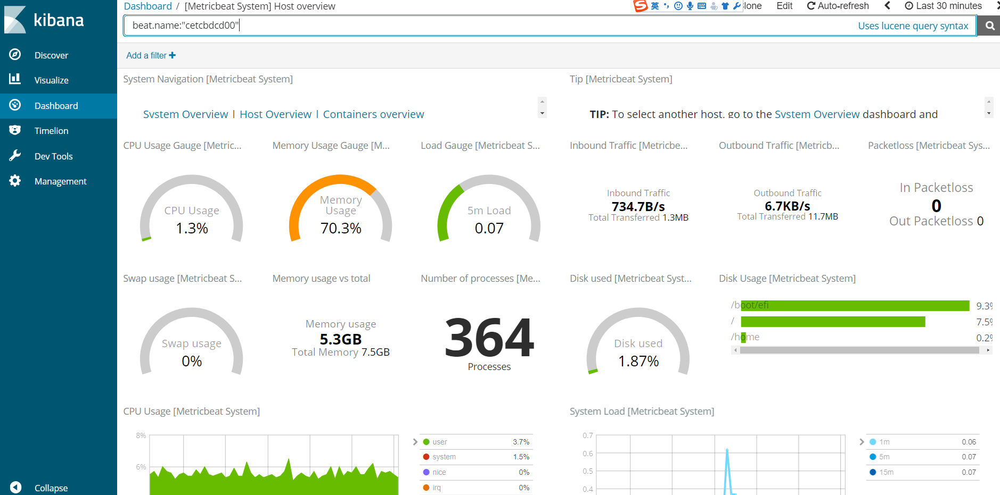 kibana
Discover
Visualize
Dashboard
Timelion
Dev Tools
Management
Collapse
Dashboard / [Metricbeat System] Host overview
英
Clone Edit Auto-refresh Last 30 minutes
beat.name:"cetcbdcd00" Uses lucene query syntax
Add a filter
System Navigation [Metricbeat System]
System Overview | Host Overview | Containers overview
Tip [Metricbeat System]
TIP: To select another host, go to the System Overview dashboard and
CPU Usage Gauge [Metric...
CPU Usage
1.3%
Memory Usage Gauge [M...
Memory
Usage
70.3%
Load Gauge [Metricbeat S...
5m Load
0.07
Inbound Traffic [Metricbe...
Inbound Traffic
734.7B/s
Total Transferred 1.3MB
Outbound Traffic [Metricb...
Outbound Traffic
6.7KB/s
Total Transferred 11.7MB
Packetloss [Metricbeat Sys...
In Packetloss
0
Out Packetloss 0
Swap usage [Metricbeat S...
Swap usage
0%
Memory usage vs total
Memory usage
5.3GB
Total Memory 7.5GB
Number of processes [Me...
364
Processes
Disk used [Metricbeat Syst...
Disk used
1.87%
Disk Usage [Metricbeat System]
/boot/efi 9.3%
/ 7.5%
/home 0.2%
CPU Usage [Metricbeat System]
8%
6%
user 3.7%
system 1.5%
nice 0%
irq 0%
System Load [Metricbeat System]
0.7
0.6
0.5
0.4
1m 0.06
5m 0.07
15m 0.07